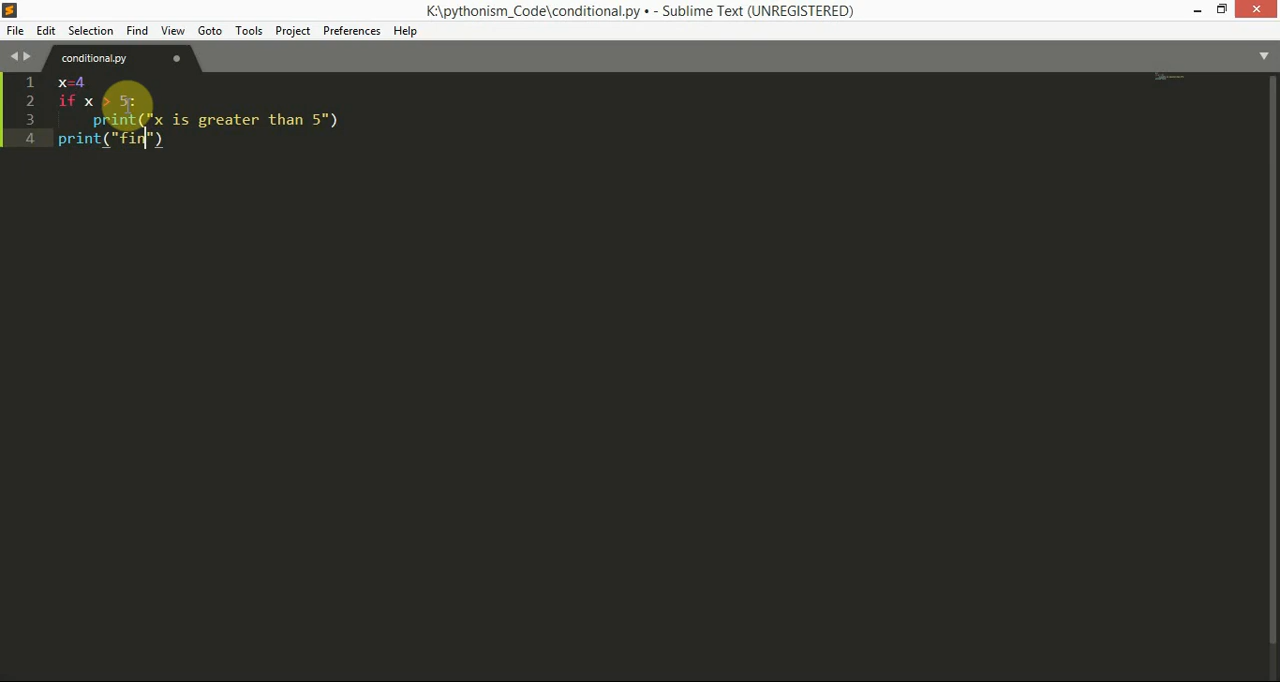 K:\pythonism_Code\conditional.py • - Sublime Text (UNREGISTERED)
File Edit Selection Find View Goto Tools Project Preferences Help
conditional.py
1 x=4
2 if x > 5:
3 print("x is greater than 5")
4 print("fin")